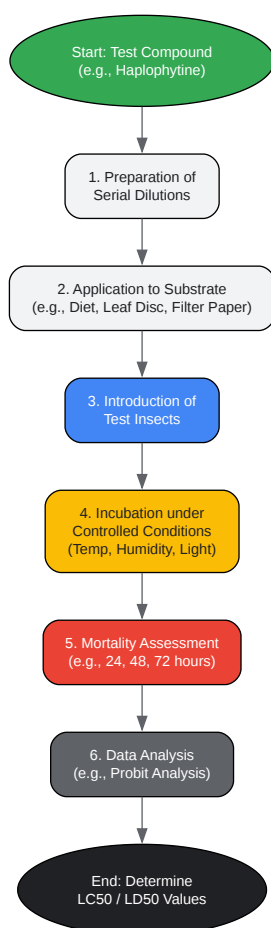 Start: Test Compound
(e.g., Haplophytine)
1. Preparation of
Serial Dilutions
2. Application to Substrate
(e.g., Diet, Leaf Disc, Filter Paper)
3. Introduction of
Test Insects
4. Incubation under
Controlled Conditions
(Temp, Humidity, Light)
5. Mortality Assessment
(e.g., 24, 48, 72 hours)
6. Data Analysis
(e.g., Probit Analysis)
End: Determine
LC50 / LD50 Values